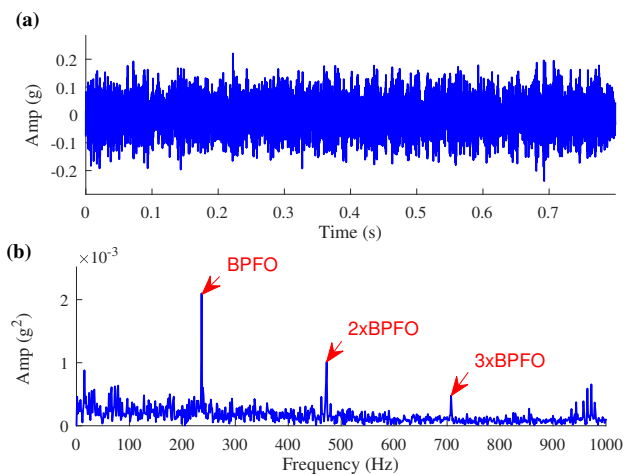 (a)
0.2
0.1
0
-0.1
-0.2
Amp (g)
0 0.1 0.2 0.3 0.4 0.5 0.6 0.7
Time (s)
(b)
×10⁻³
BPFO
2xBPFO
3xBPFO
2
1
0
Amp (g²)
0 100 200 300 400 500 600 700 800 900 1000
Frequency (Hz)